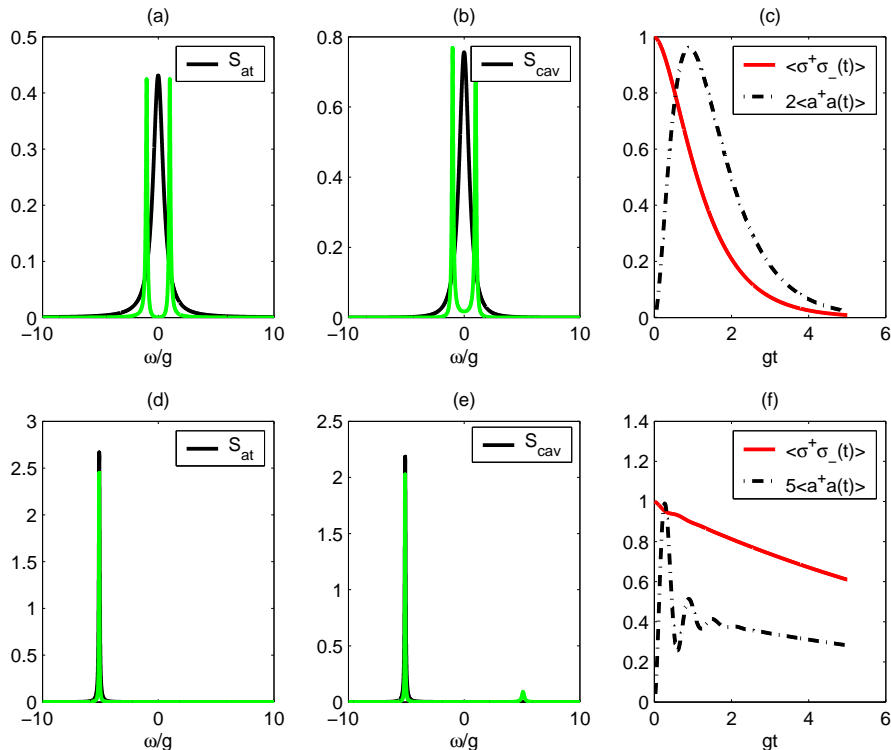 (a)
0.5
0.4
0.3
0.2
0.1
0
−10
0
10
ω/g
S_at
(b)
0.8
0.6
0.4
0.2
0
−10
0
10
ω/g
S_cav
(c)
1
0.8
0.6
0.4
0.2
0
0
2
4
6
gt
<σ⁺σ₋(t)>
2<a⁺a(t)>
(d)
3
2.5
2
1.5
1
0.5
0
−10
0
10
ω/g
S_at
(e)
2.5
2
1.5
1
0.5
0
−10
0
10
ω/g
S_cav
(f)
1.4
1.2
1
0.8
0.6
0.4
0.2
0
0
2
4
6
gt
<σ⁺σ₋(t)>
5<a⁺a(t)>